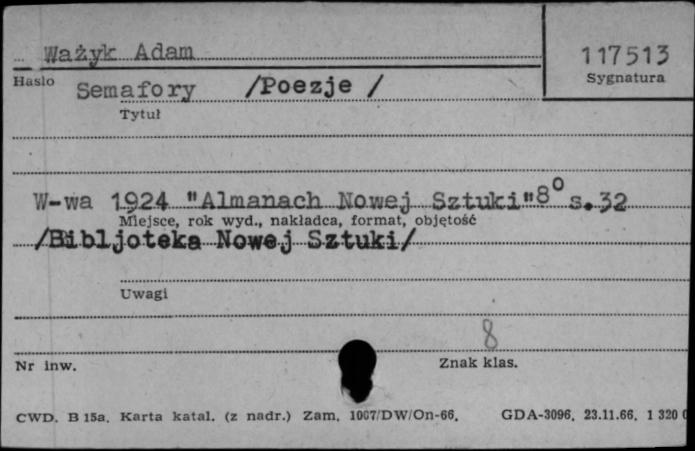 Ważyk Adam
117513
Hasło
Sygnatura
Semafory /Poezje /
Tytuł
W-wa 1924 "Almanach Nowej Sztuki" 8° s.32
Miejsce, rok wyd., nakładca, format, objętość
/Bibljoteka Nowej Sztuki/
Uwagi
8
Nr inw.
Znak klas.
CWD. B 15a. Karta katal. (z nadr.) Zam. 1067/DW/On-66. GDA-3096. 23.11.66. 1 320